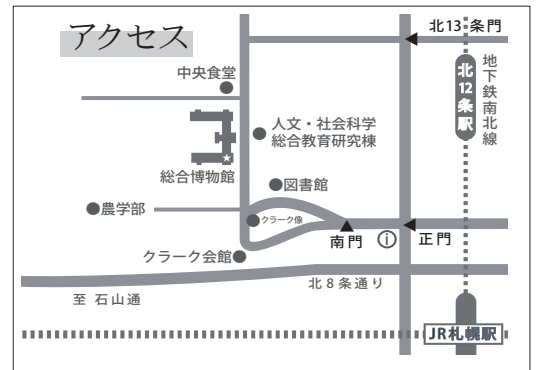 アクセス
北13条門
地下鉄南北線
北12条駅
中央食堂
人文・社会科学
総合教育研究棟
総合博物館
図書館
農学部
クラーク像
南門
i
正門
クラーク会館
北8条通り
至 石山通
JR札幌駅